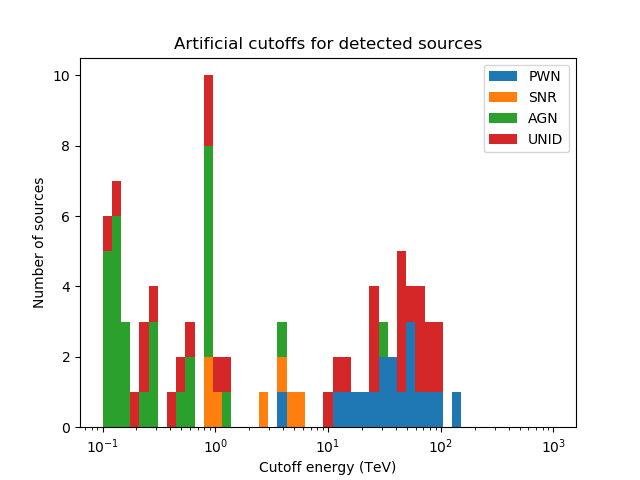 Artificial cutoffs for detected sources
PWN
SNR
AGN
UNID
10
8
6
4
2
0
Number of sources
10⁻¹
10⁰
10¹
10²
10³
Cutoff energy (TeV)